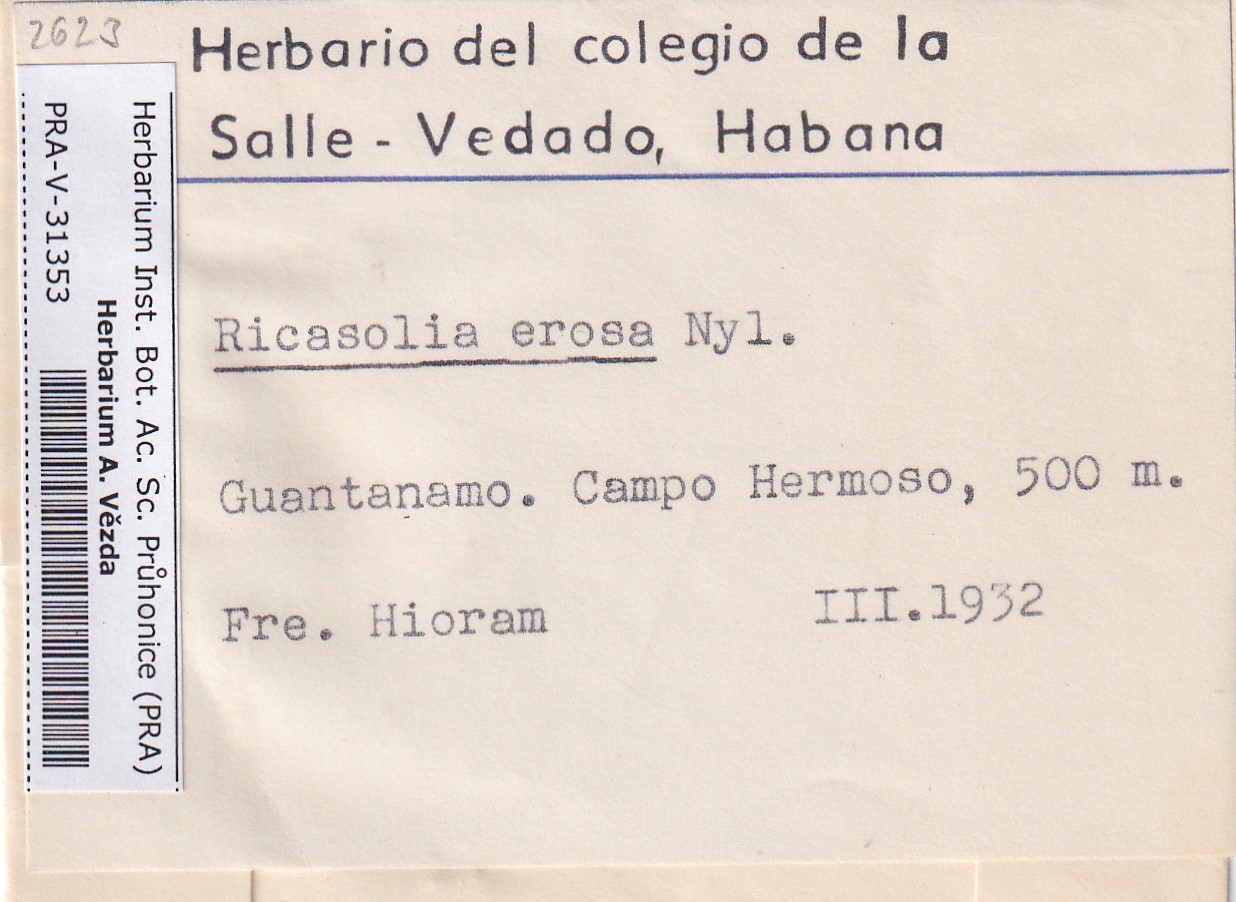 2623
Herbario del colegio de la
Salle - Vedado, Habana
Herbarium Inst. Bot. Ac. Sc. Průhonice (PRA)
Herbarium A. Vězda
PRA-V-31353
Ricasolia erosa Nyl.
Guantanamo. Campo Hermoso, 500 m.
Fre. Hioram III.1932